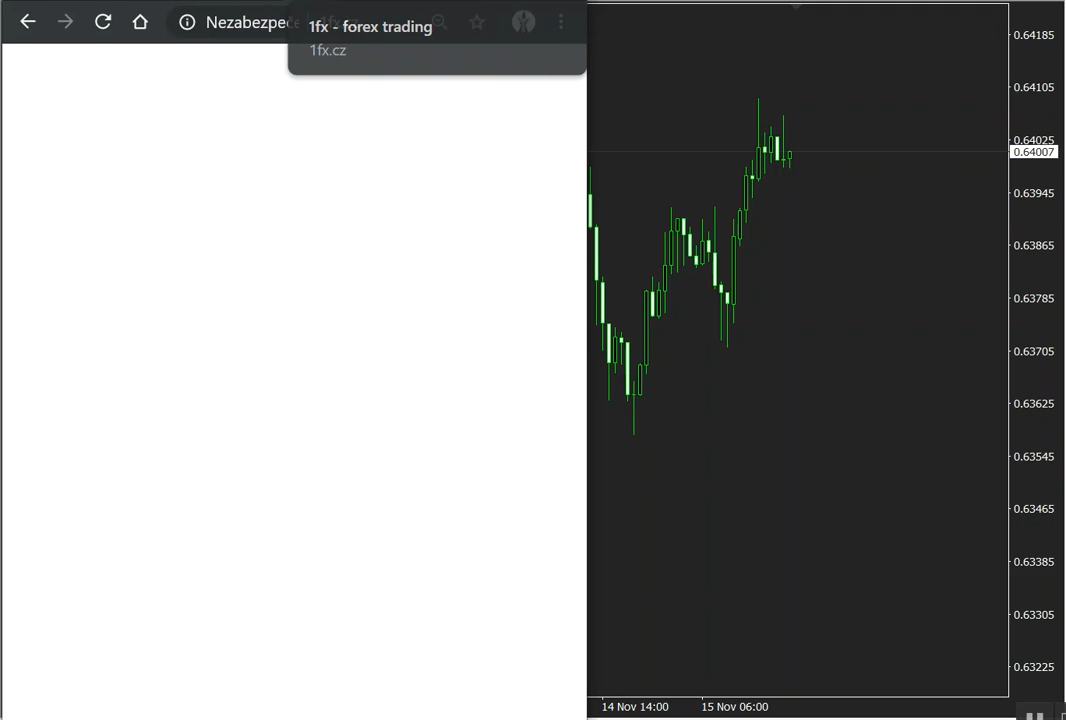 Nezabezpeče
1fx - forex trading
1fx.cz
0.64185
0.64105
0.64025
0.64007
0.63945
0.63865
0.63785
0.63705
0.63625
0.63545
0.63465
0.63385
0.63305
0.63225
14 Nov 14:00
15 Nov 06:00